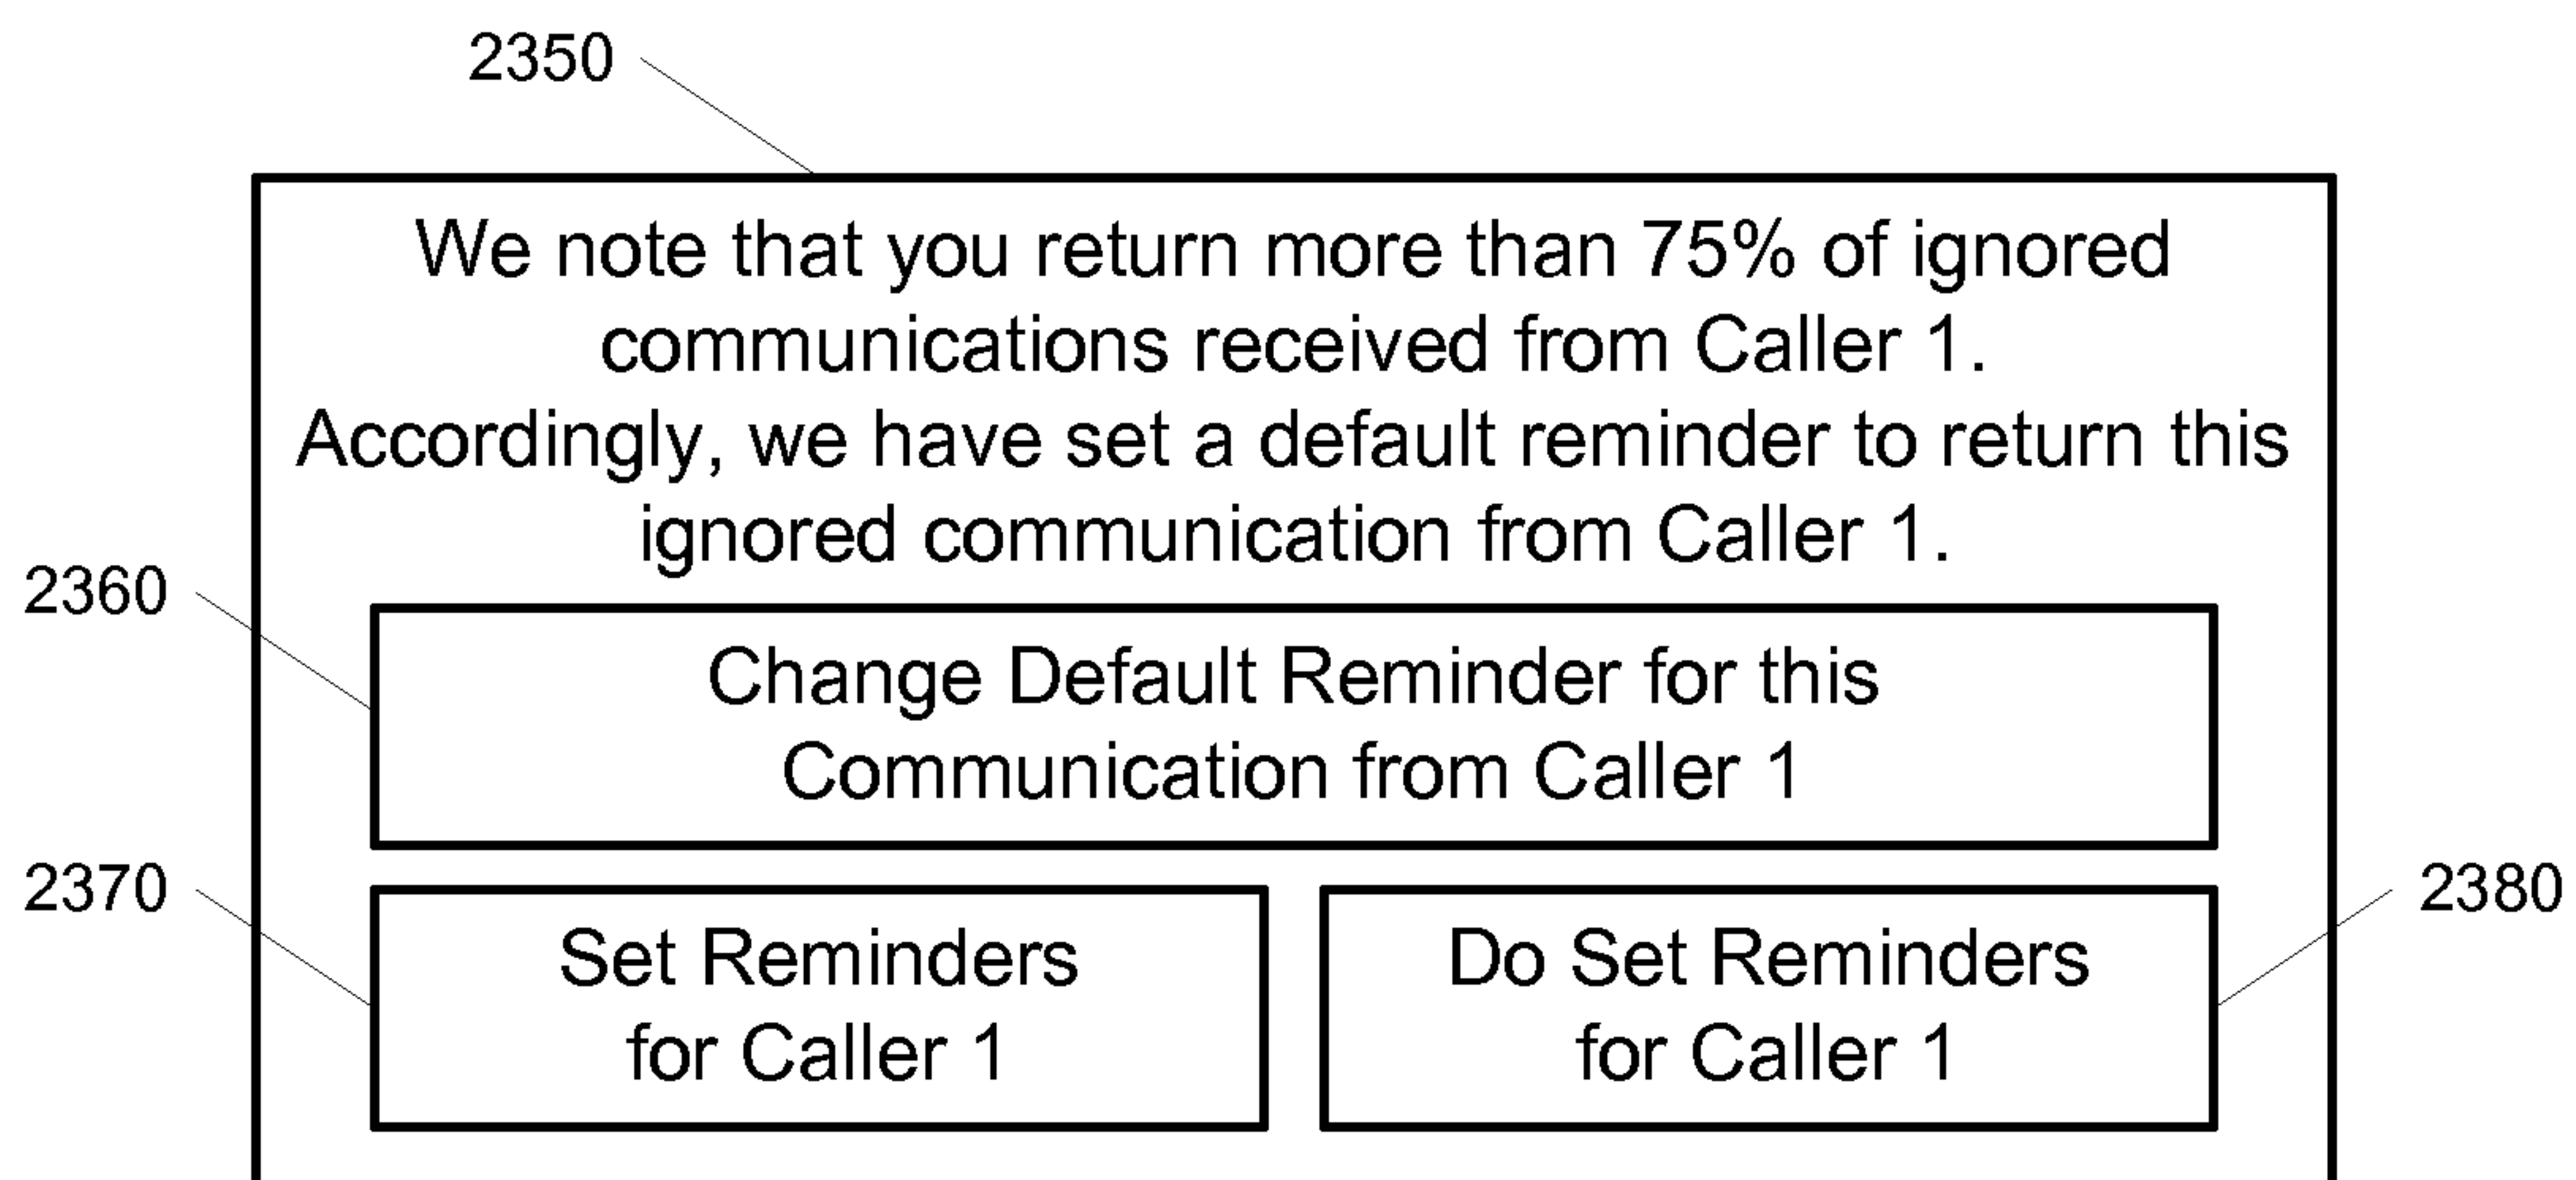 2350
We note that you return more than 75% of ignored
communications received from Caller 1.
Accordingly, we have set a default reminder to return this
ignored communication from Caller 1.
2360
Change Default Reminder for this
Communication from Caller 1
2370
Set Reminders
for Caller 1
2380
Do Set Reminders
for Caller 1